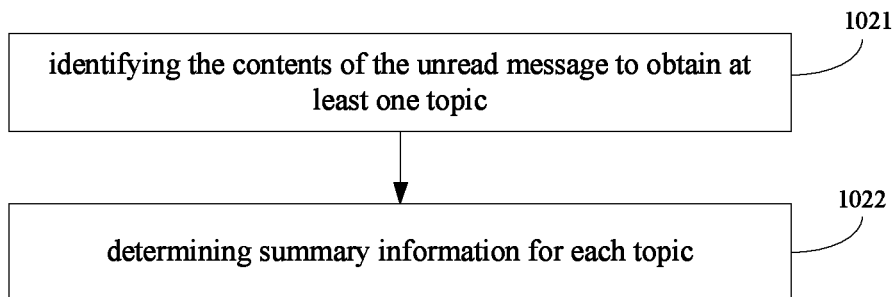 1021
identifying the contents of the unread message to obtain at
least one topic
1022
determining summary information for each topic